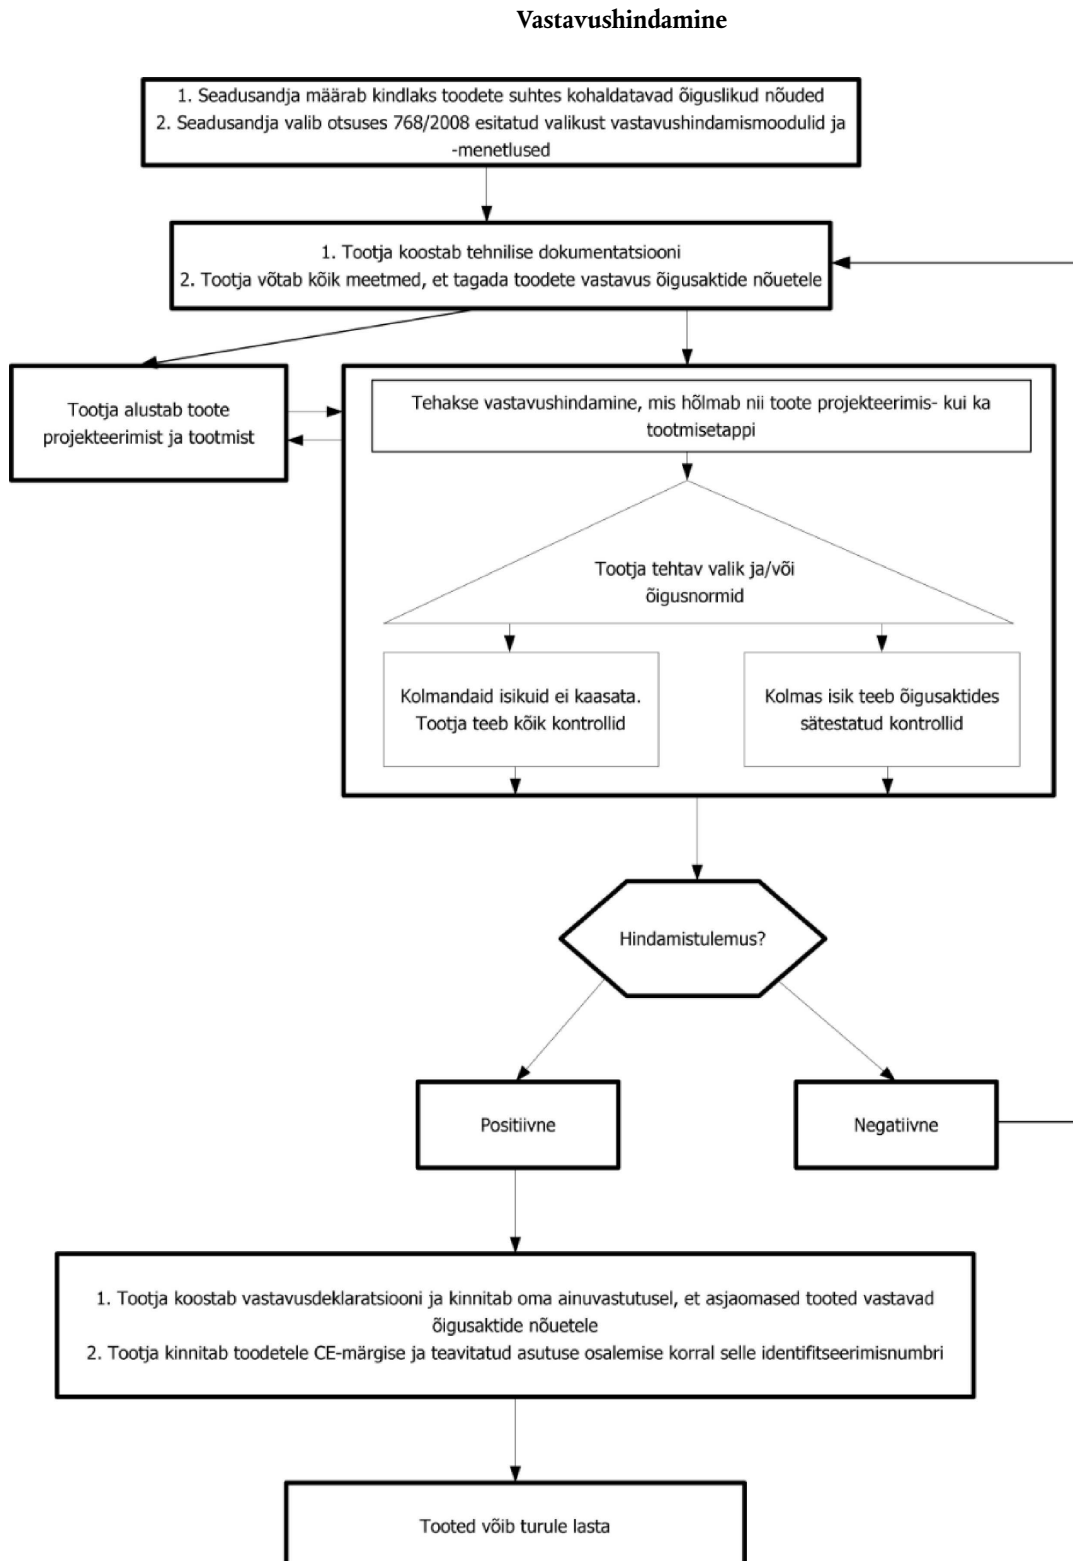 Vastavushindamine
1. Seadusandja määrab kindlaks toodete suhtes kohaldatavad õiguslikud nõuded
2. Seadusandja valib otsuses 768/2008 esitatud valikust vastavushindamismoodulid ja
-menetlused
1. Tootja koostab tehnilise dokumentatsiooni
2. Tootja võtab kõik meetmed, et tagada toodete vastavus õigusaktide nõuetele
Tootja alustab toote
projekteerimist ja tootmist
Tehakse vastavushindamine, mis hõlmab nii toote projekteerimis- kui ka
tootmisetappi
Tootja tehtav valik ja/või
õigusnormid
Kolmandaid isikuid ei kaasata.
Tootja teeb kõik kontrollid
Kolmas isik teeb õigusaktides
sätestatud kontrollid
Hindamistulemus?
Positiivne
Negatiivne
1. Tootja koostab vastavusdeklaratsiooni ja kinnitab oma ainuvastutusel, et asjaomased tooted vastavad
õigusaktide nõuetele
2. Tootja kinnitab toodetele CE-märgise ja teavitatud asutuse osalemise korral selle identifitseerimisnumbri
Tooted võib turule lasta